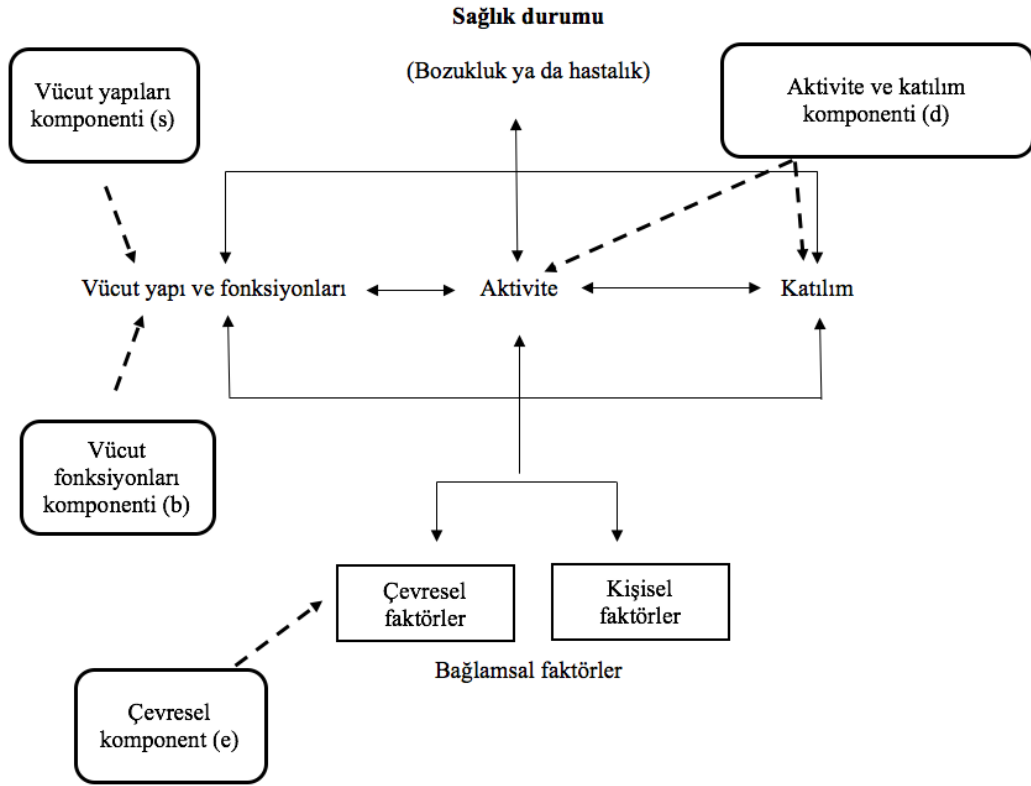 Sağlık durumu
(Bozukluk ya da hastalık)
Vücut yapıları
komponenti (s)
Aktivite ve katılım
komponenti (d)
Vücut yapı ve fonksiyonları
Aktivite
Katılım
Vücut
fonksiyonları
komponenti (b)
Çevresel
faktörler
Kişisel
faktörler
Bağlamsal faktörler
Çevresel
komponent (e)